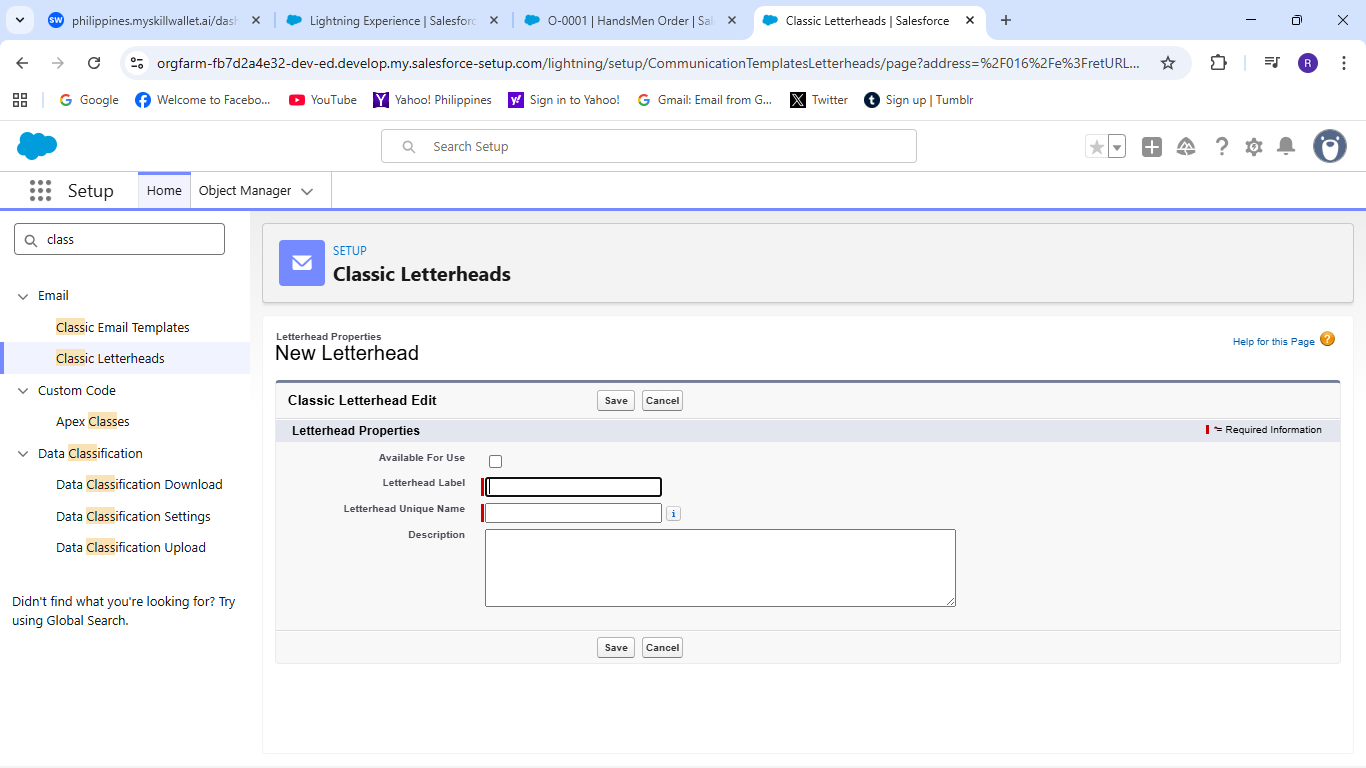 philippines.myskillwallet.ai/das
Lightning Experience | Salesforc
O-0001 | HandsMen Order | Sal
Classic Letterheads | Salesforce
orgfarm-fb7d2a4e32-dev-ed.develop.my.salesforce-setup.com/lightning/setup/CommunicationTemplatesLetterheads/page?address=%2F016%2Fe%3FretURL...
R
Google
Welcome to Facebo...
YouTube
Yahoo! Philippines
Sign in to Yahoo!
Gmail: Email from G...
Twitter
Sign up | Tumblr
Search Setup
Setup
Home
Object Manager
class
Email
Classic Email Templates
Classic Letterheads
Custom Code
Apex Classes
Data Classification
Data Classification Download
Data Classification Settings
Data Classification Upload
Didn't find what you're looking for? Try
using Global Search.
SETUP
Classic Letterheads
Letterhead Properties
New Letterhead
Help for this Page
Classic Letterhead Edit
Save
Cancel
Letterhead Properties
= Required Information
Available For Use
Letterhead Label
Letterhead Unique Name
i
Description
Save
Cancel